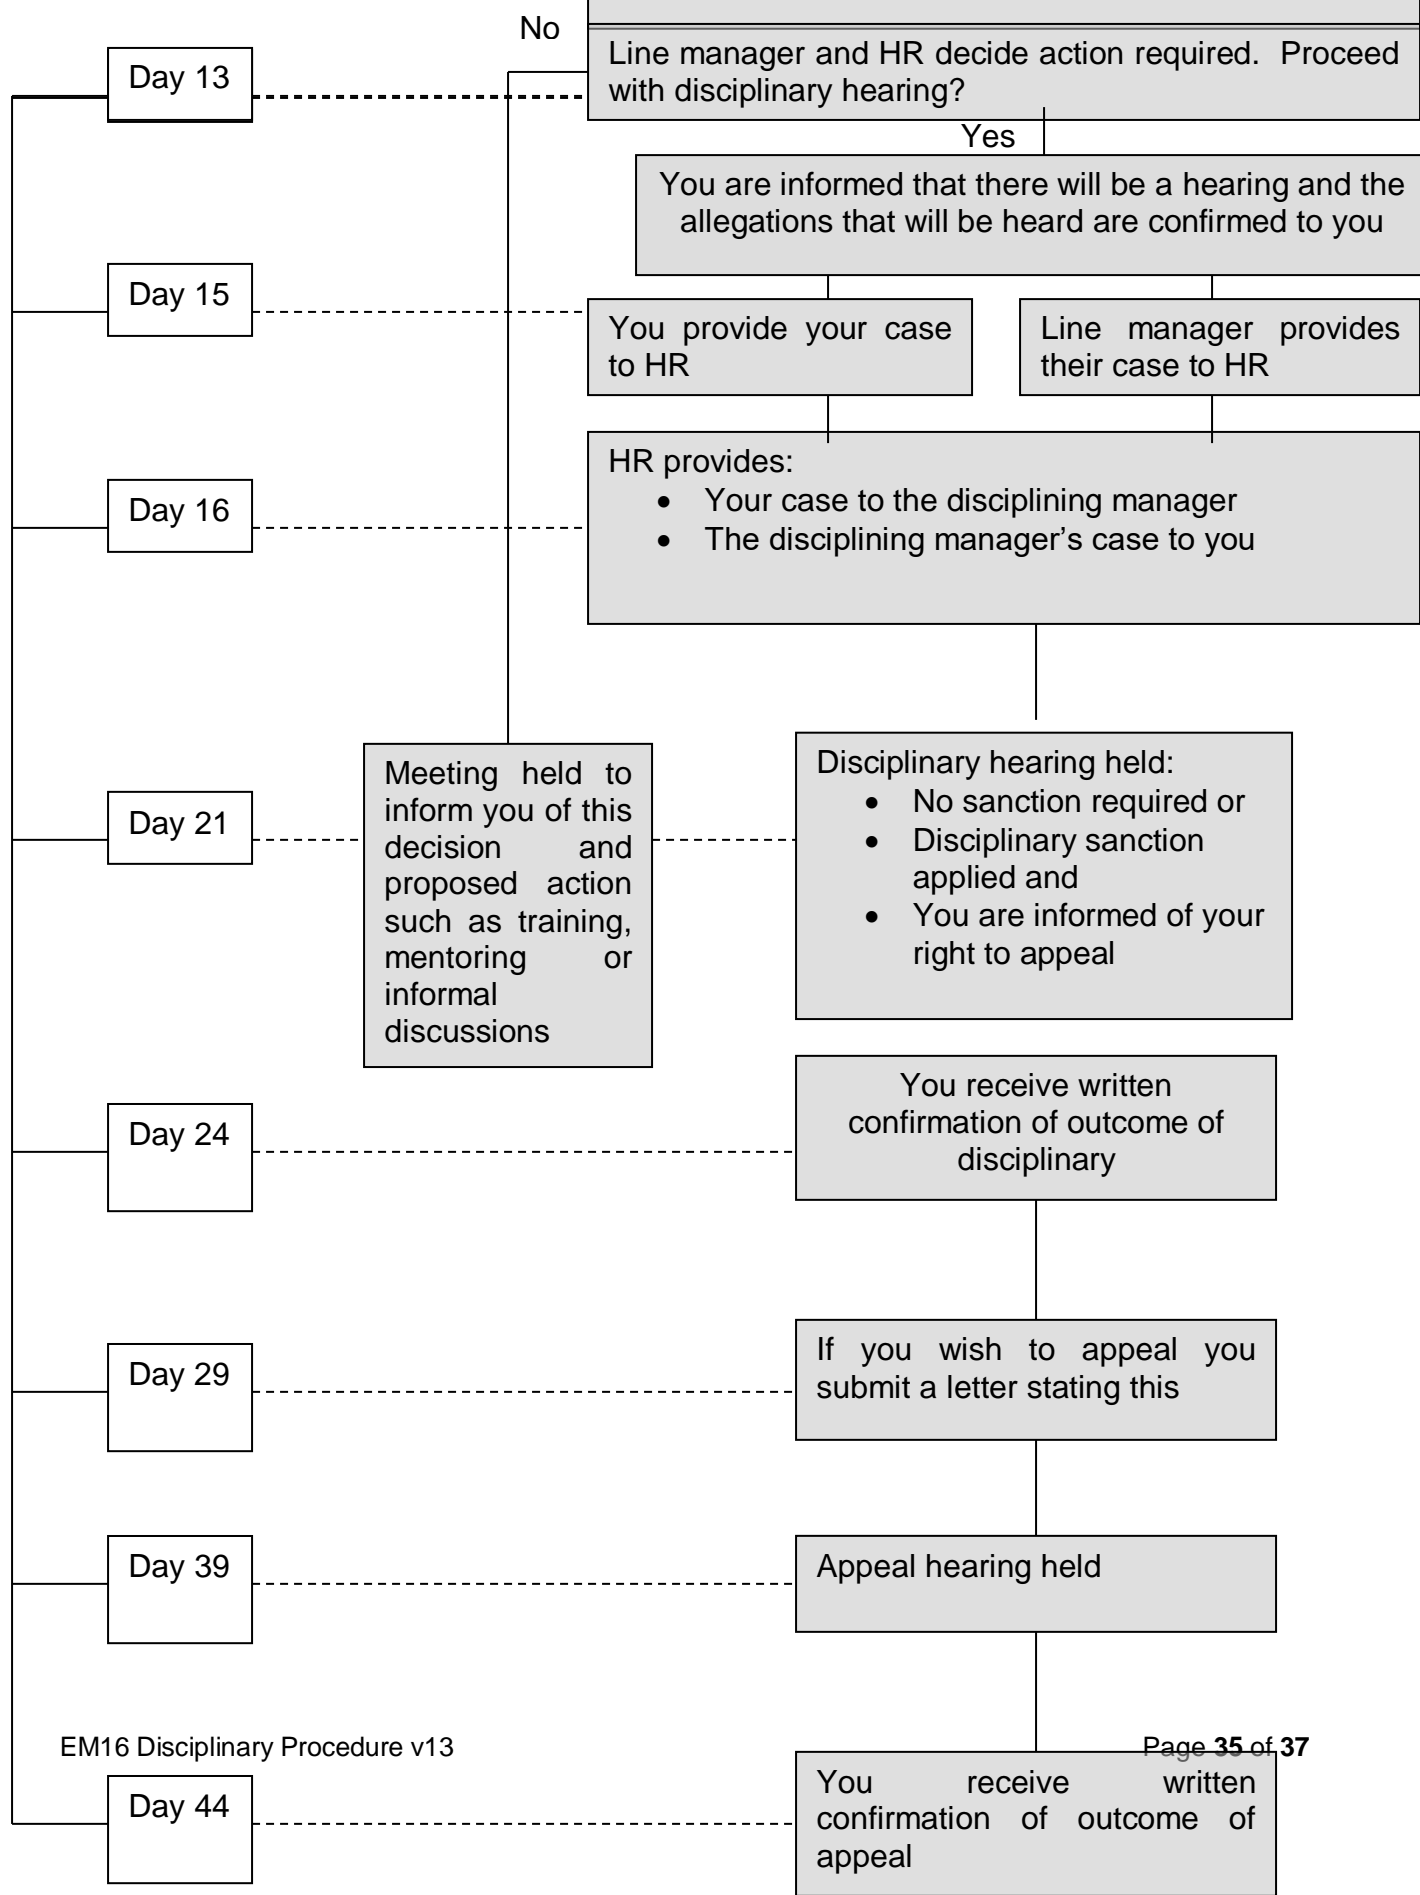 No
Line manager and HR decide action required. Proceed
with disciplinary hearing?
Day 13
Yes
You are informed that there will be a hearing and the
allegations that will be heard are confirmed to you
Day 15
You provide your case
to HR
Line manager provides
their case to HR
Day 16
HR provides:
• Your case to the disciplining manager
• The disciplining manager’s case to you
Day 21
Meeting held to
inform you of this
decision and
proposed action
such as training,
mentoring or
informal
discussions
Disciplinary hearing held:
• No sanction required or
• Disciplinary sanction
applied and
• You are informed of your
right to appeal
Day 24
You receive written
confirmation of outcome of
disciplinary
Day 29
If you wish to appeal you
submit a letter stating this
Day 39
Appeal hearing held
EM16 Disciplinary Procedure v13
Page 35 of 37
Day 44
You receive written
confirmation of outcome of
appeal